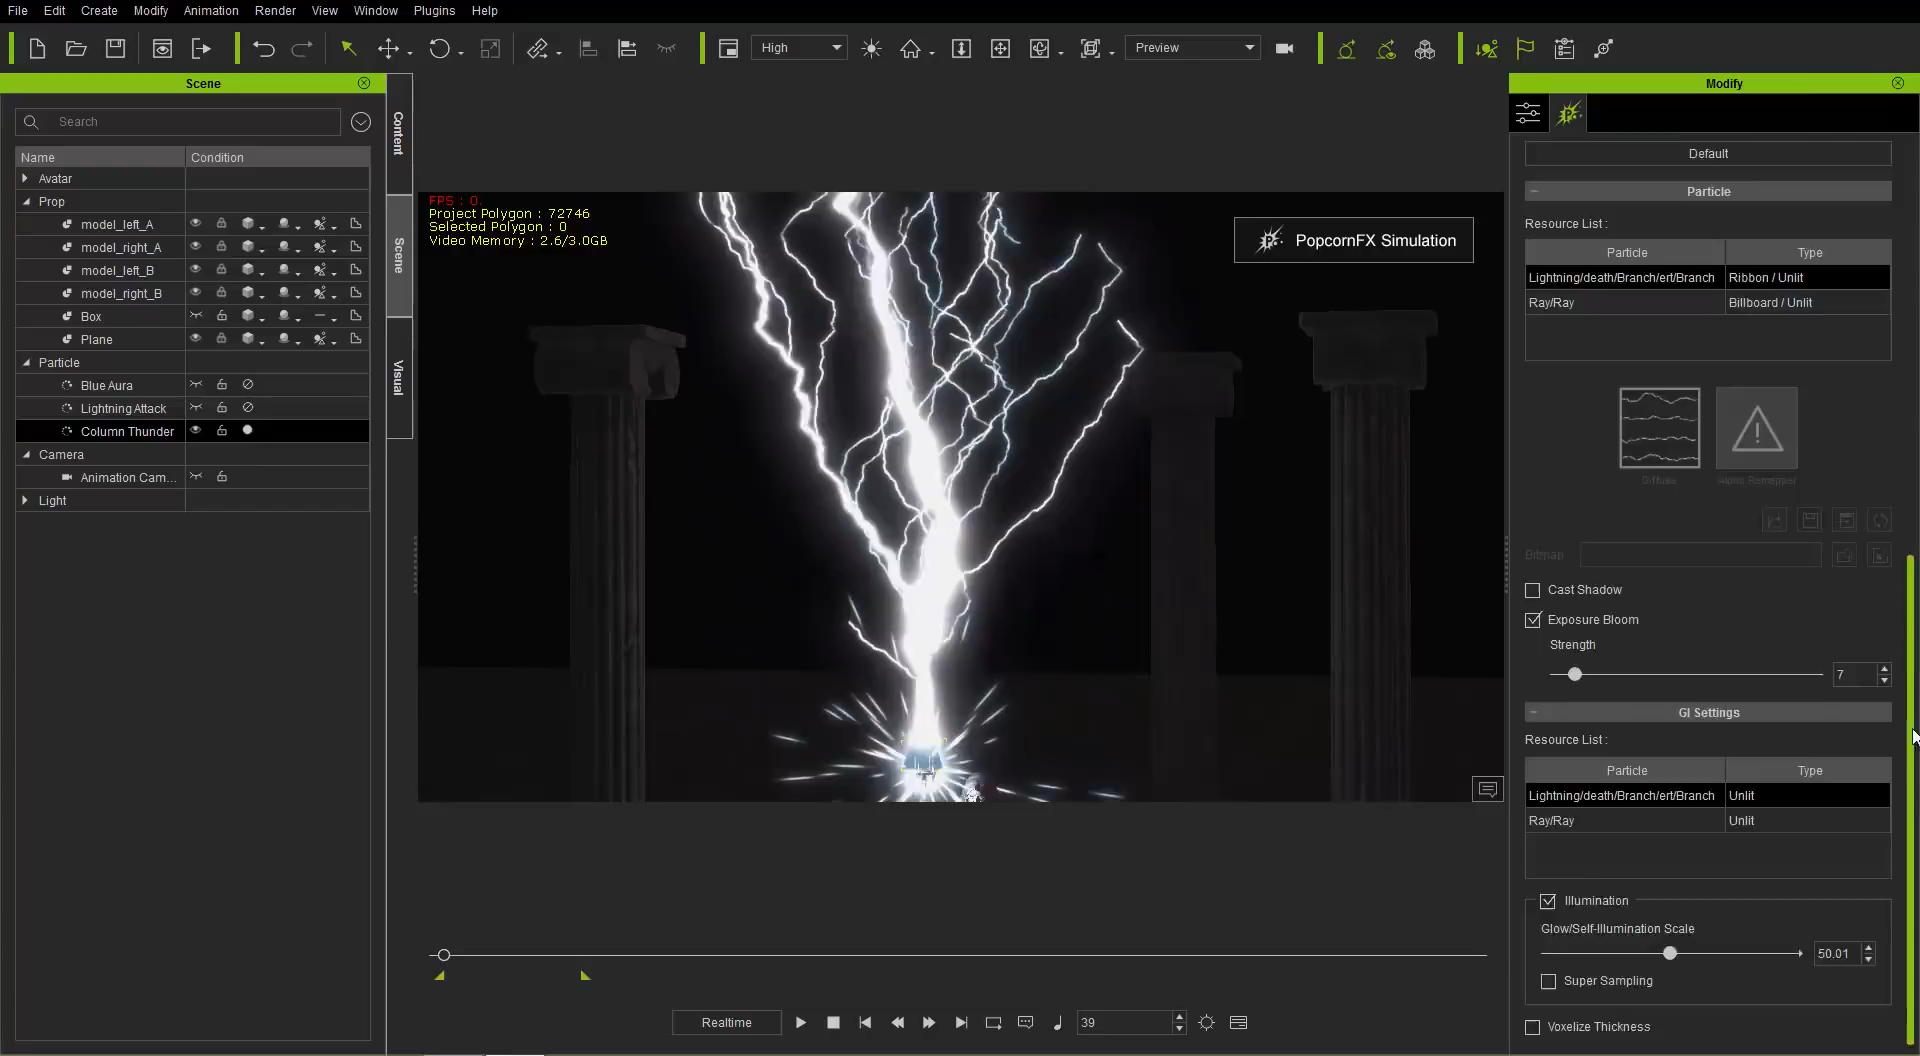 File Edit Create Modify Animation Render View Window Plugins Help
High
Preview
Scene
Modify
Search
Content
Scene
Visual
Name Condition
Avatar
Prop
model_left_A
model_right_A
model_left_B
model_right_B
Box
Plane
Particle
Blue Aura
Lightning Attack
Column Thunder
Camera
Animation Cam...
Light
FPS : 0.
Project Polygon : 72746
Selected Polygon : 0
Video Memory : 2.6/3.0GB
PopcornFX Simulation
Realtime
39
Default
Particle
Resource List :
Particle Type
Lightning/death/Branch/ert/Branch Ribbon / Unlit
Ray/Ray Billboard / Unlit
Diffuse Alpha Remapper
Bitmap
Cast Shadow
Exposure Bloom
Strength
7
GI Settings
Resource List :
Particle Type
Lightning/death/Branch/ert/Branch Unlit
Ray/Ray Unlit
Illumination
Glow/Self-Illumination Scale
50.01
Super Sampling
Voxelize Thickness